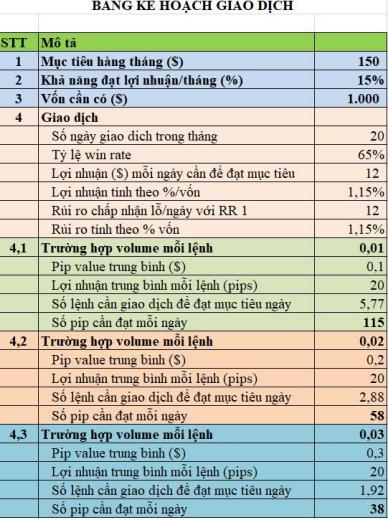 BẢNG KẾ HOẠCH GIAO DỊCH
STT Mô tả
1 Mục tiêu hàng tháng ($) 150
2 Khả năng đạt lợi nhuận/tháng (%) 15%
3 Vốn cần có ($) 1.000
4 Giao dịch
Số ngày giao dich trong tháng 20
Tỷ lệ win rate 65%
Lợi nhuận ($) mỗi ngày cần để đạt mục tiêu 12
Lợi nhuận tính theo %/vốn 1,15%
Rủi ro chấp nhận lỗ/ngày với RR 1 12
Rủi ro tính theo % vốn 1,15%
4,1 Trường hợp volume mỗi lệnh 0,01
Pip value trung bình ($) 0,1
Lợi nhuận trung bình mỗi lệnh (pips) 20
Số lệnh cần giao dịch để đạt mục tiêu ngày 5,77
Số pip cần đạt mỗi ngày 115
4,2 Trường hợp volume mỗi lệnh 0,02
Pip value trung bình ($) 0,2
Lợi nhuận trung bình mỗi lệnh (pips) 20
Số lệnh cần giao dịch để đạt mục tiêu ngày 2,88
Số pip cần đạt mỗi ngày 58
4,3 Trường hợp volume mỗi lệnh 0,03
Pip value trung bình ($) 0,3
Lợi nhuận trung bình mỗi lệnh (pips) 20
Số lệnh cần giao dịch để đạt mục tiêu ngày 1,92
Số pip cần đạt mỗi ngày 38